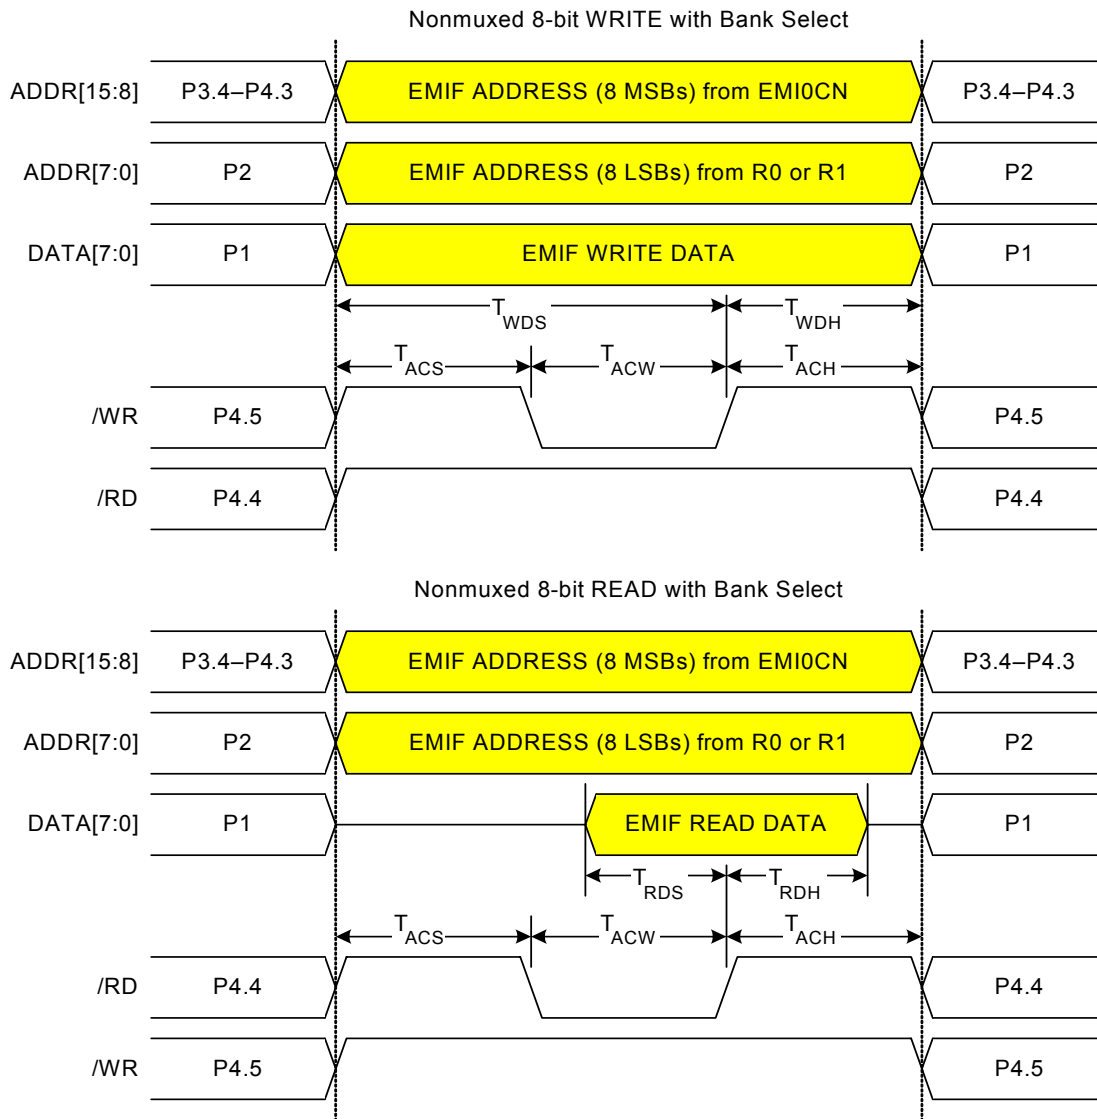 Nonmuxed 8-bit WRITE with Bank Select
ADDR[15:8] P3.4–P4.3 EMIF ADDRESS (8 MSBs) from EMI0CN P3.4–P4.3
ADDR[7:0] P2 EMIF ADDRESS (8 LSBs) from R0 or R1 P2
DATA[7:0] P1 EMIF WRITE DATA P1
TWDS TWDH
TACS TACW TACH
/WR P4.5 P4.5
/RD P4.4 P4.4
Nonmuxed 8-bit READ with Bank Select
ADDR[15:8] P3.4–P4.3 EMIF ADDRESS (8 MSBs) from EMI0CN P3.4–P4.3
ADDR[7:0] P2 EMIF ADDRESS (8 LSBs) from R0 or R1 P2
DATA[7:0] P1 EMIF READ DATA P1
TRDS TRDH
TACS TACW TACH
/RD P4.4 P4.4
/WR P4.5 P4.5